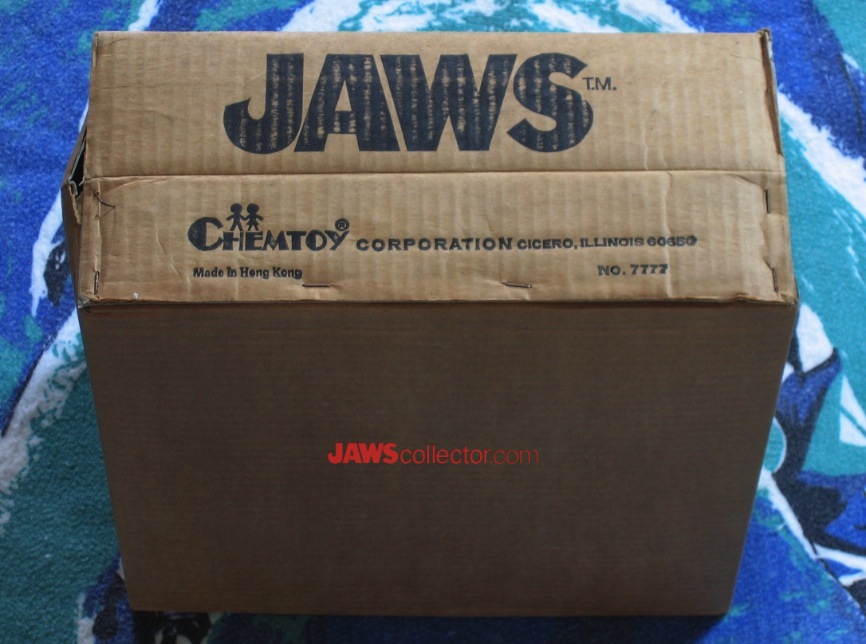 JAWS T.M.
CHEMTOY® CORPORATION CICERO, ILLINOIS 60650
Made in Hong Kong NO. 7777
JAWScollector.com